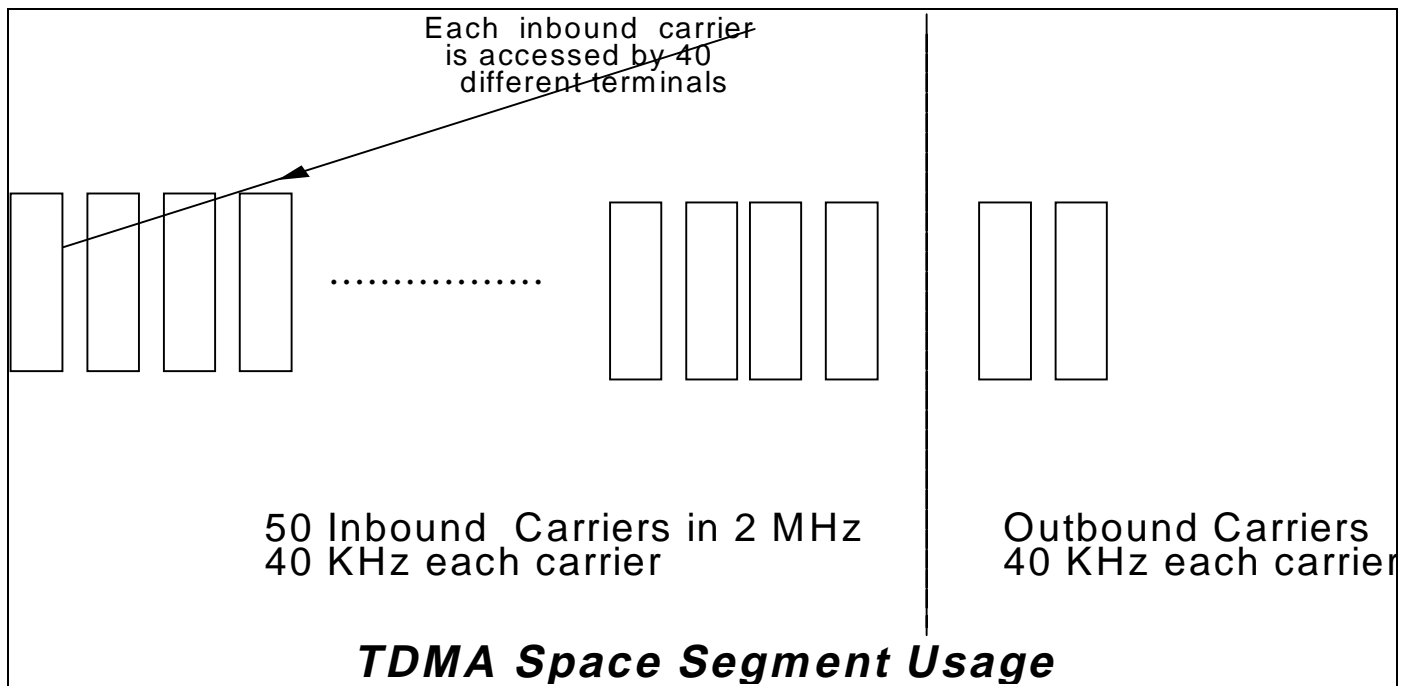 Each inbound carrier
is accessed by 40
different terminals
.................
50 Inbound Carriers in 2 MHz
40 KHz each carrier
Outbound Carriers
40 KHz each carrier
TDMA Space Segment Usage